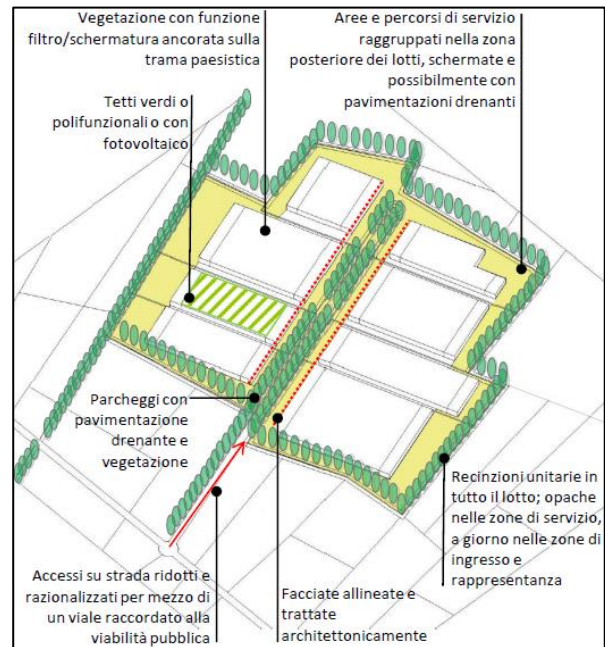 Vegetazione con funzione
filtro/schermatura ancorata sulla
trama paesistica
Aree e percorsi di servizio
raggruppati nella zona
posteriore dei lotti, schermate e
possibilmente con
pavimentazioni drenanti
Tetti verdi o
polifunzionali o con
fotovoltaico
Parcheggi con
pavimentazione
drenante e
vegetazione
Recinzioni unitarie in
tutto il lotto; opache
nelle zone di servizio,
a giorno nelle zone di
ingresso e
rappresentanza
Accessi su strada ridotti e
razionalizzati per mezzo di
un viale raccordato alla
viabilità pubblica
Facciate allineate e
trattate
architettonicamente